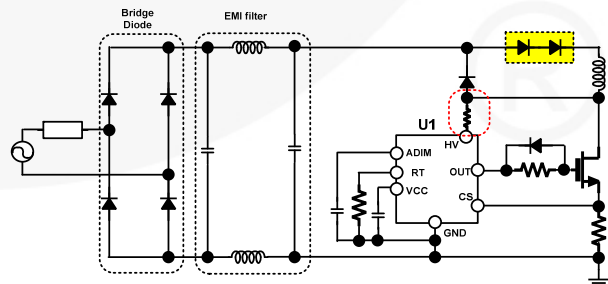 Bridge
Diode
EMI filter
U1
HV
ADIM
RT
VCC
OUT
CS
GND
R